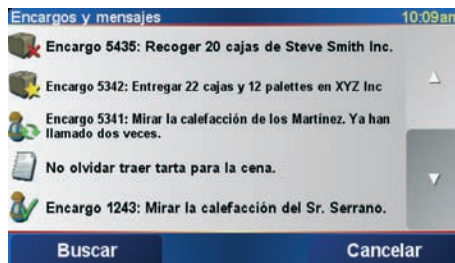 Encargos y mensajes
10:09am
Encargo 5435: Recoger 20 cajas de Steve Smith Inc.
Encargo 5342: Entregar 22 cajas y 12 palettes en XYZ Inc
Encargo 5341: Mirar la calefacción de los Martínez. Ya han
llamado dos veces.
No olvidar traer tarta para la cena.
Encargo 1243: Mirar la calefacción del Sr. Serrano.
Buscar
Cancelar